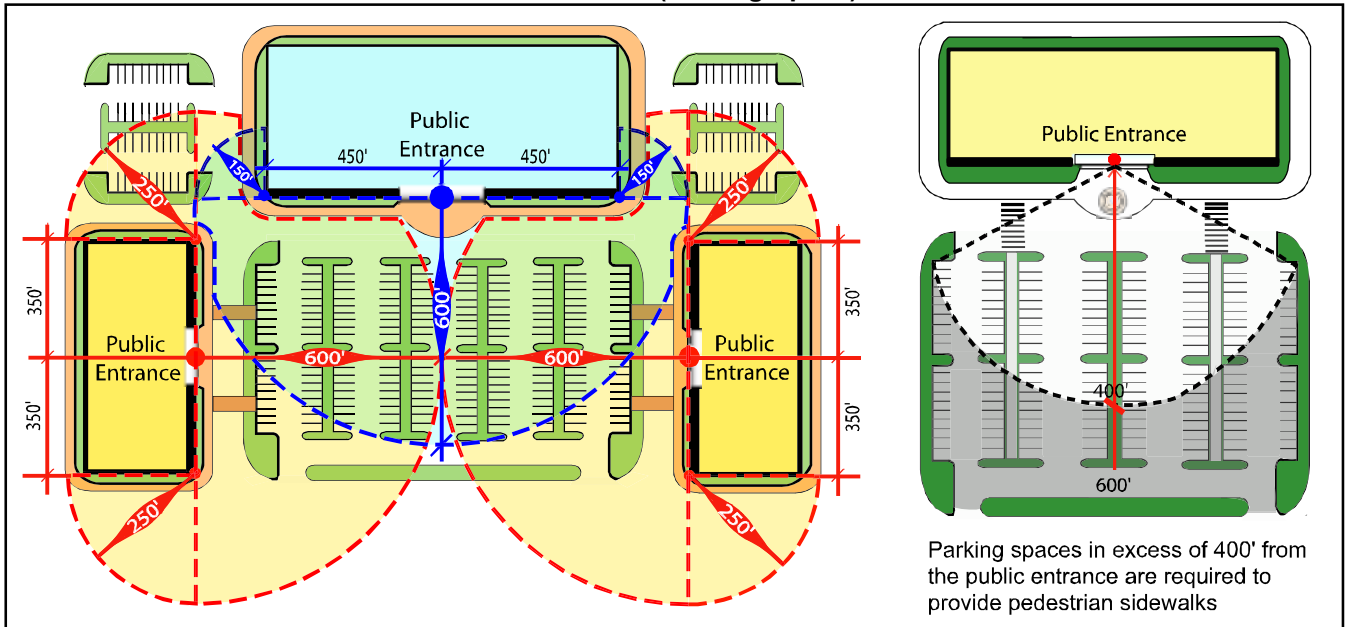 Public
Entrance
450'
450'
150'
150'
250'
250'
350'
600'
350'
Public
Entrance
600'
600'
Public
Entrance
350'
350'
250'
250'
Public Entrance
400'
600'
Parking spaces in excess of 400' from
the public entrance are required to
provide pedestrian sidewalks